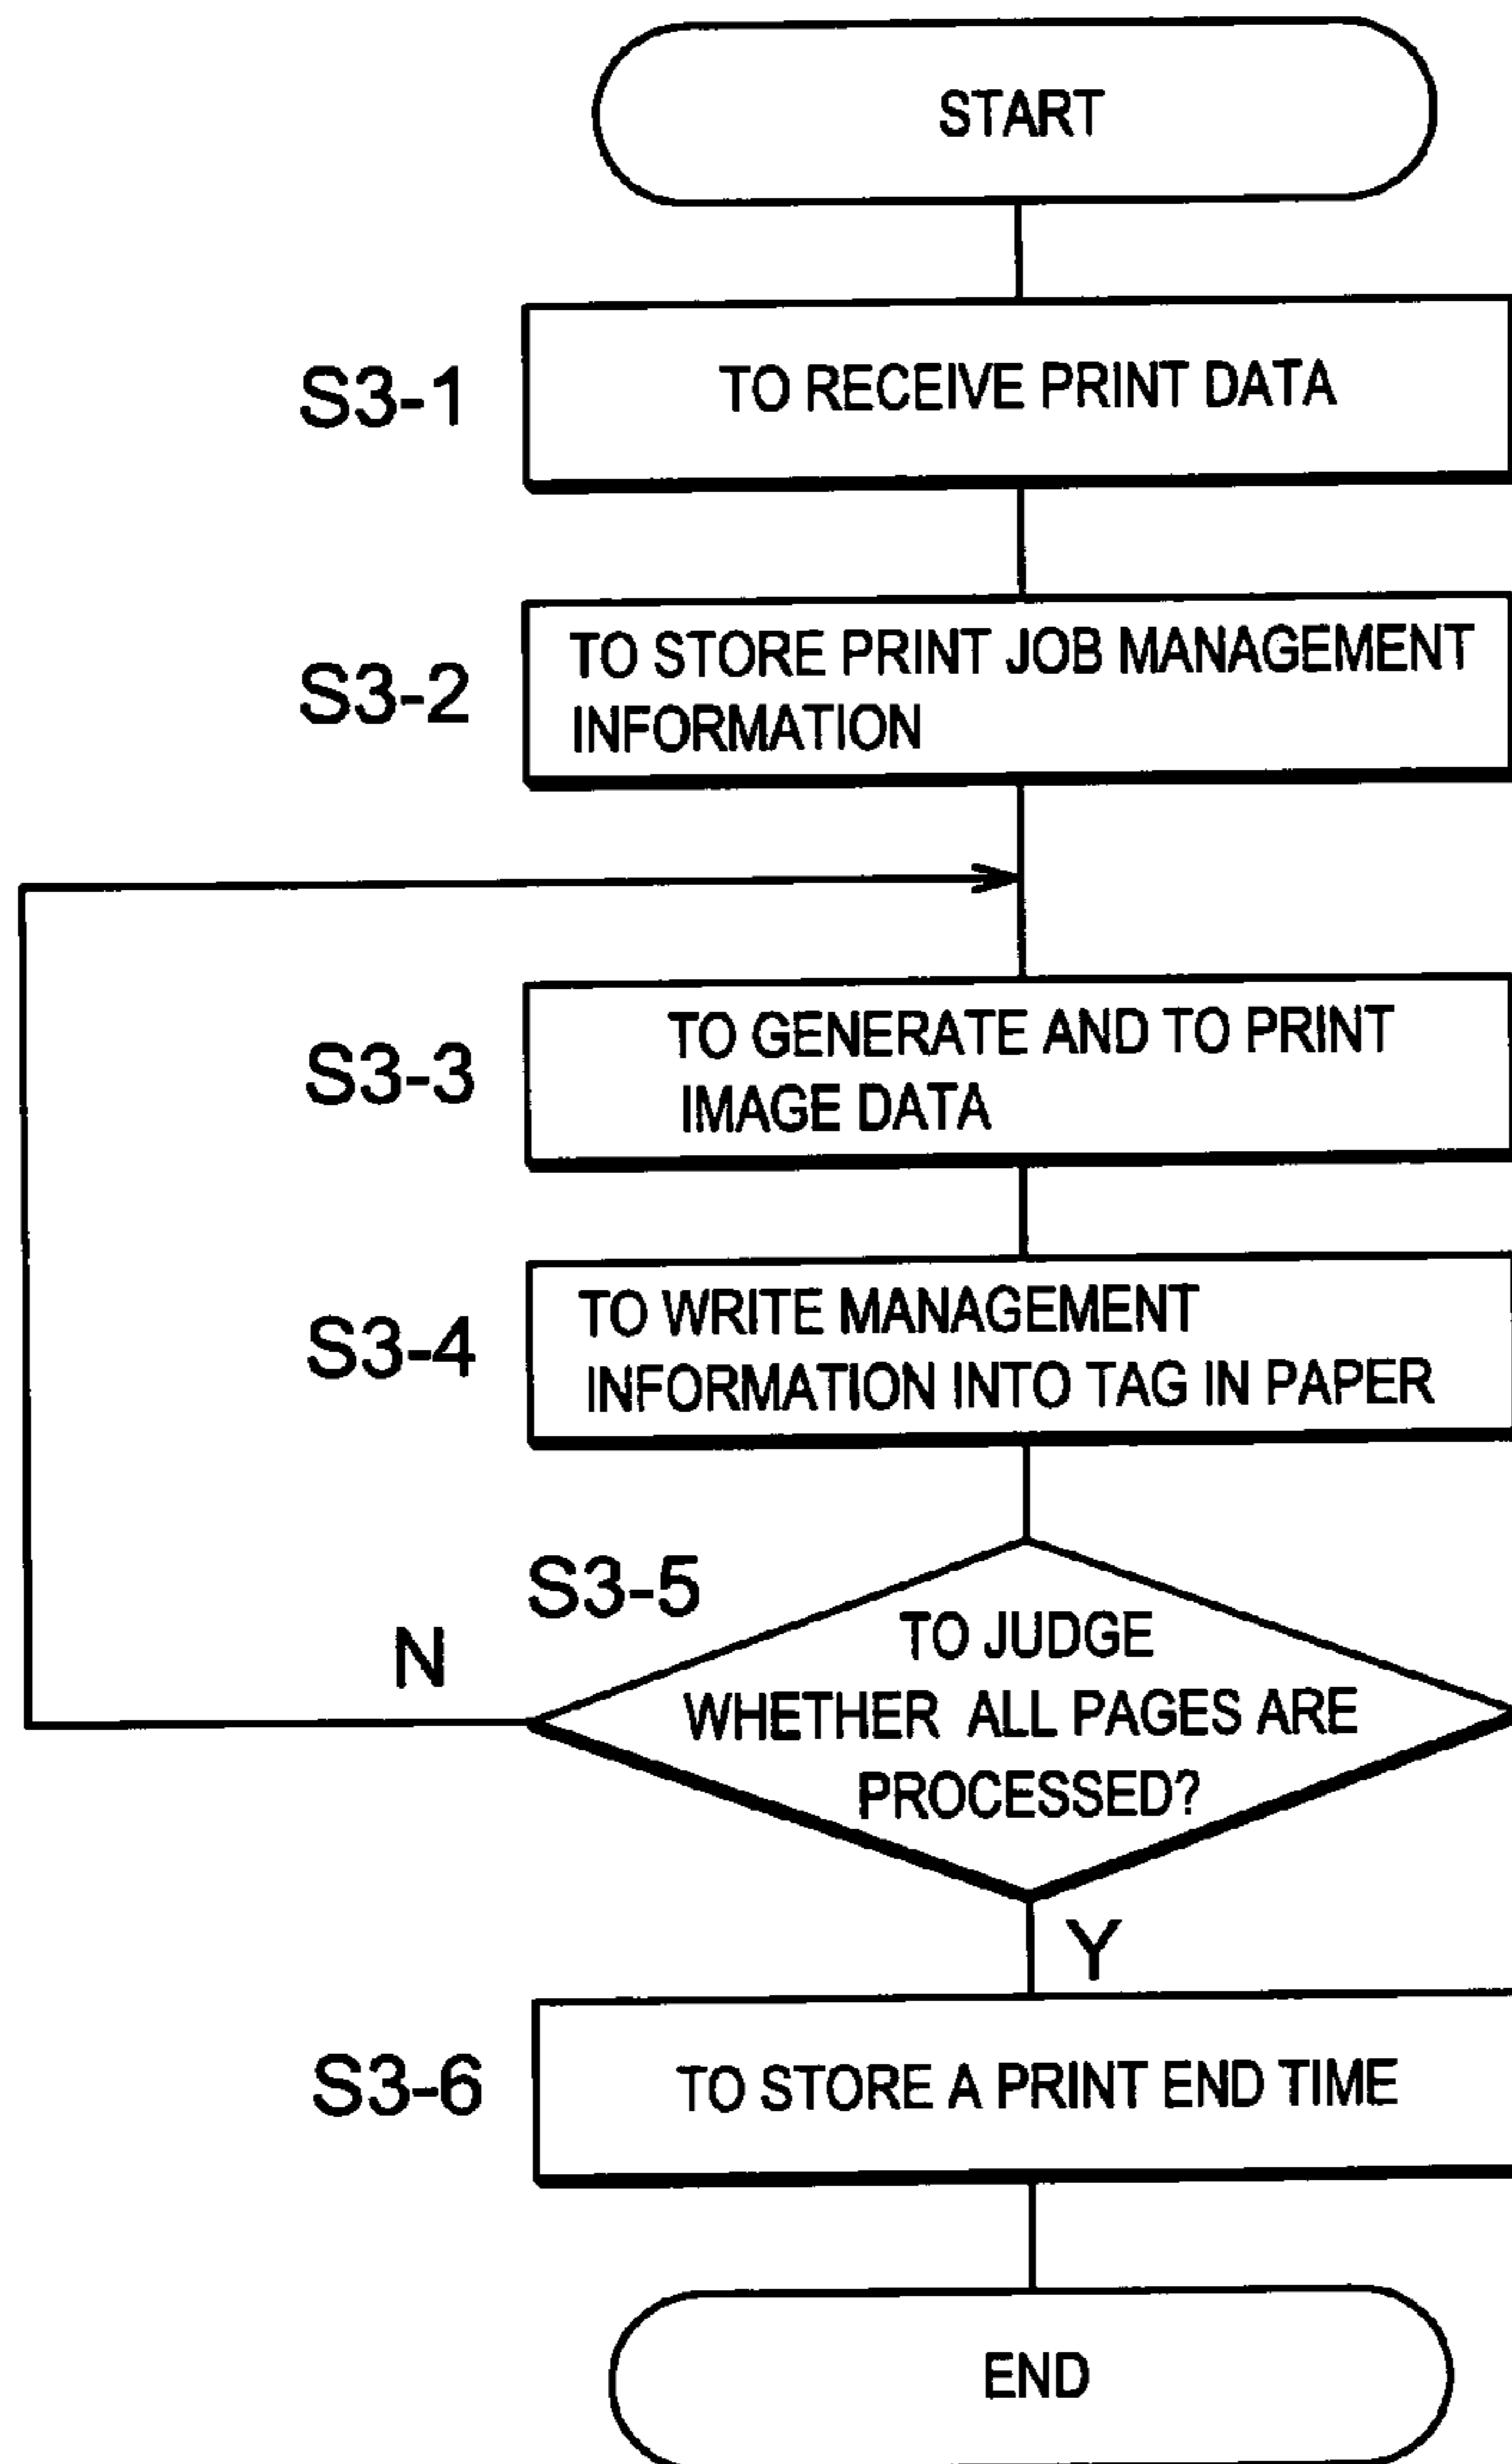 START
S3-1
TO RECEIVE PRINT DATA
S3-2
TO STORE PRINT JOB MANAGEMENT
INFORMATION
S3-3
TO GENERATE AND TO PRINT
IMAGE DATA
S3-4
TO WRITE MANAGEMENT
INFORMATION INTO TAG IN PAPER
S3-5
N
TO JUDGE
WHETHER ALL PAGES ARE
PROCESSED?
Y
S3-6
TO STORE A PRINT END TIME
END